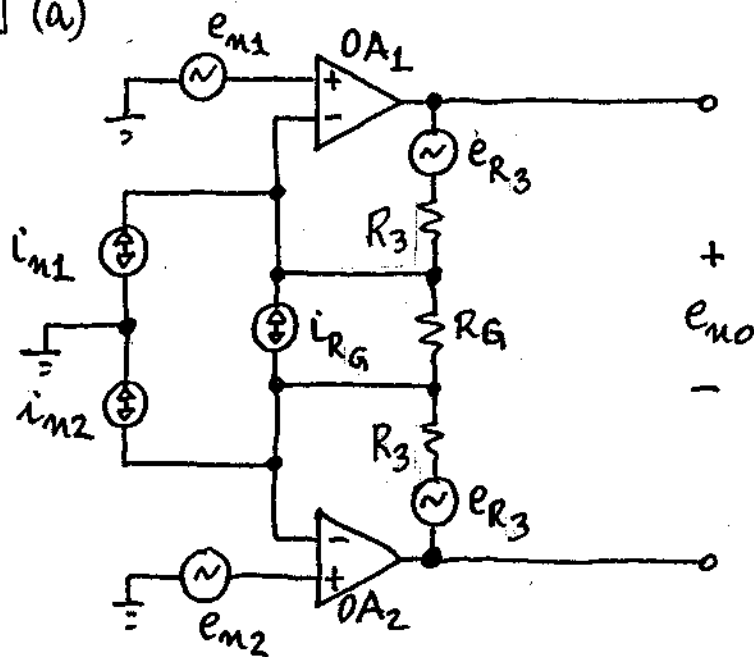 (a)
e_n1
OA1
+
-
e_R3
R3
i_n1
+
i_RG
RG
e_no
-
i_n2
R3
e_R3
-
+
OA2
e_n2